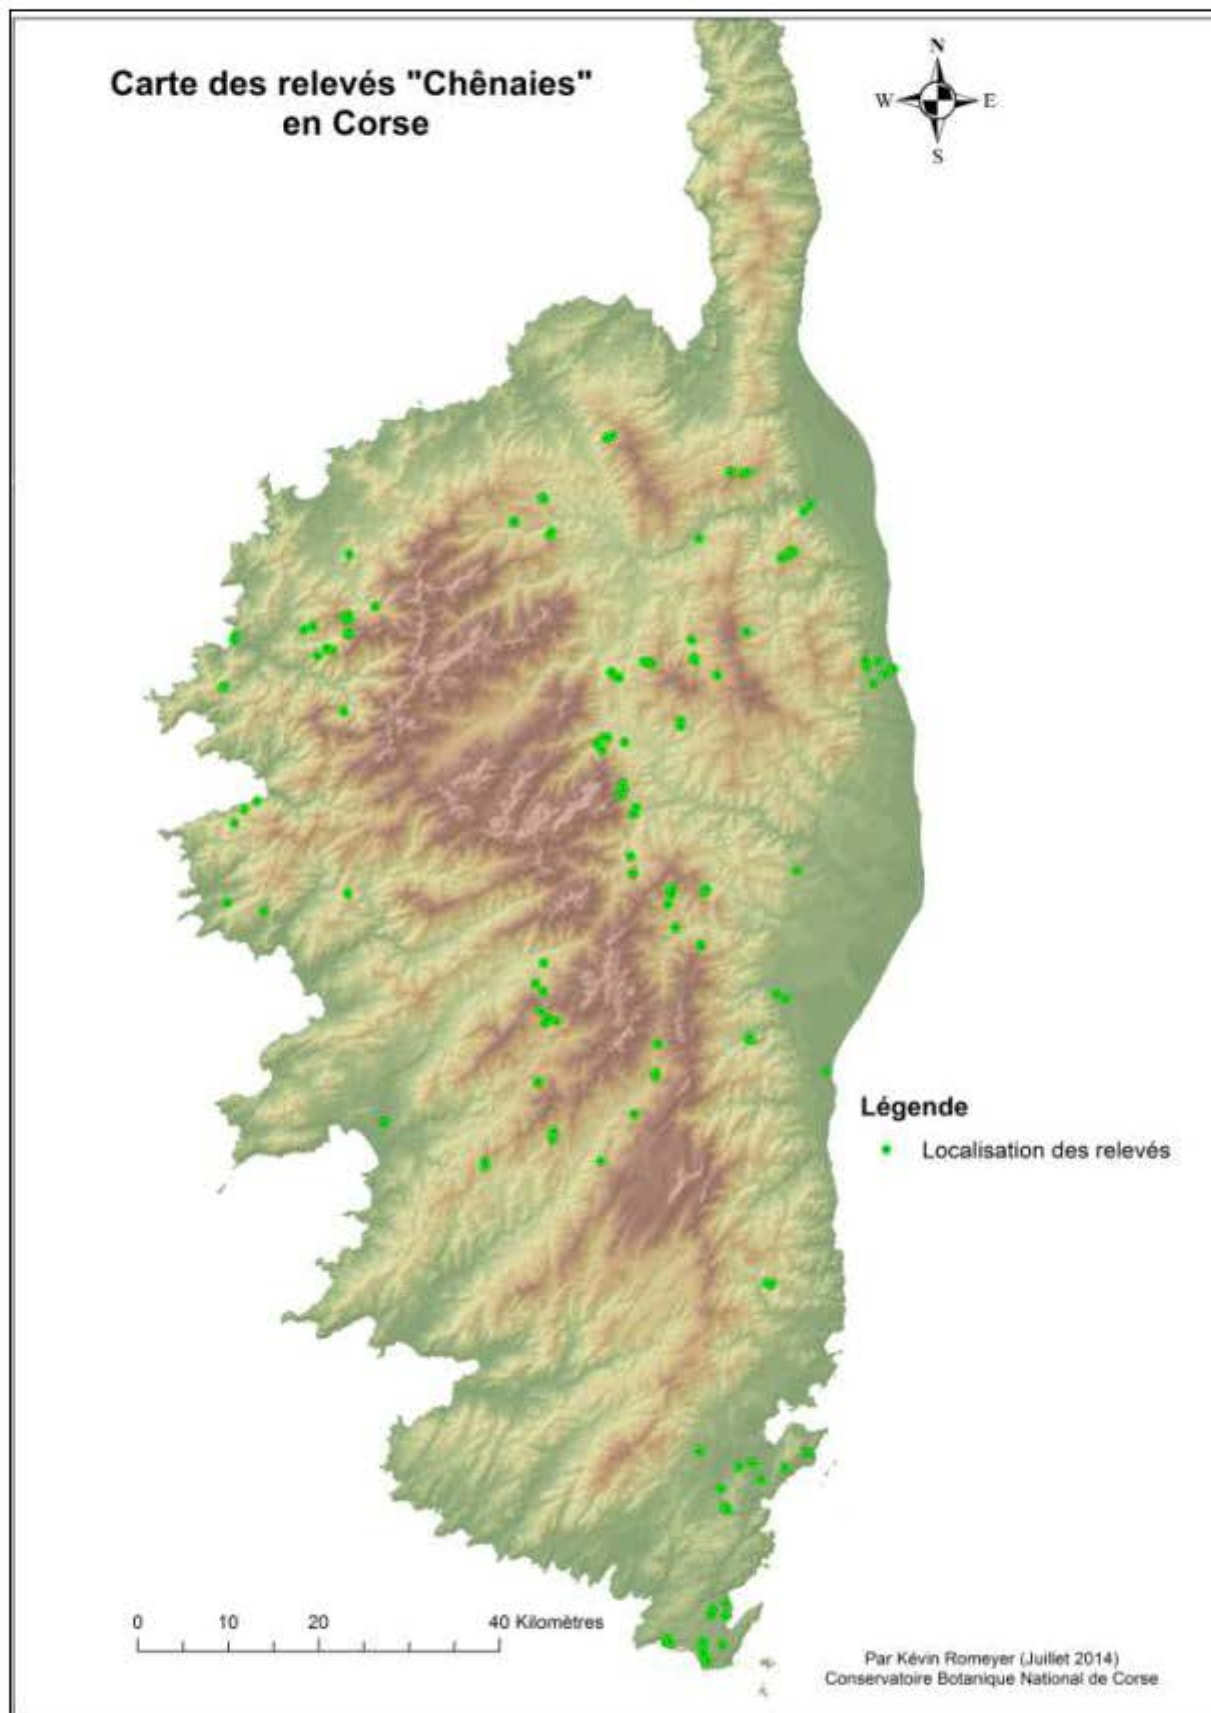 Carte des relevés "Chênaies"
en Corse
N
W E
S
Légende
Localisation des relevés
0 10 20 40 Kilomètres
Par Kévin Romeyer (Juillet 2014)
Conservatoire Botanique National de Corse